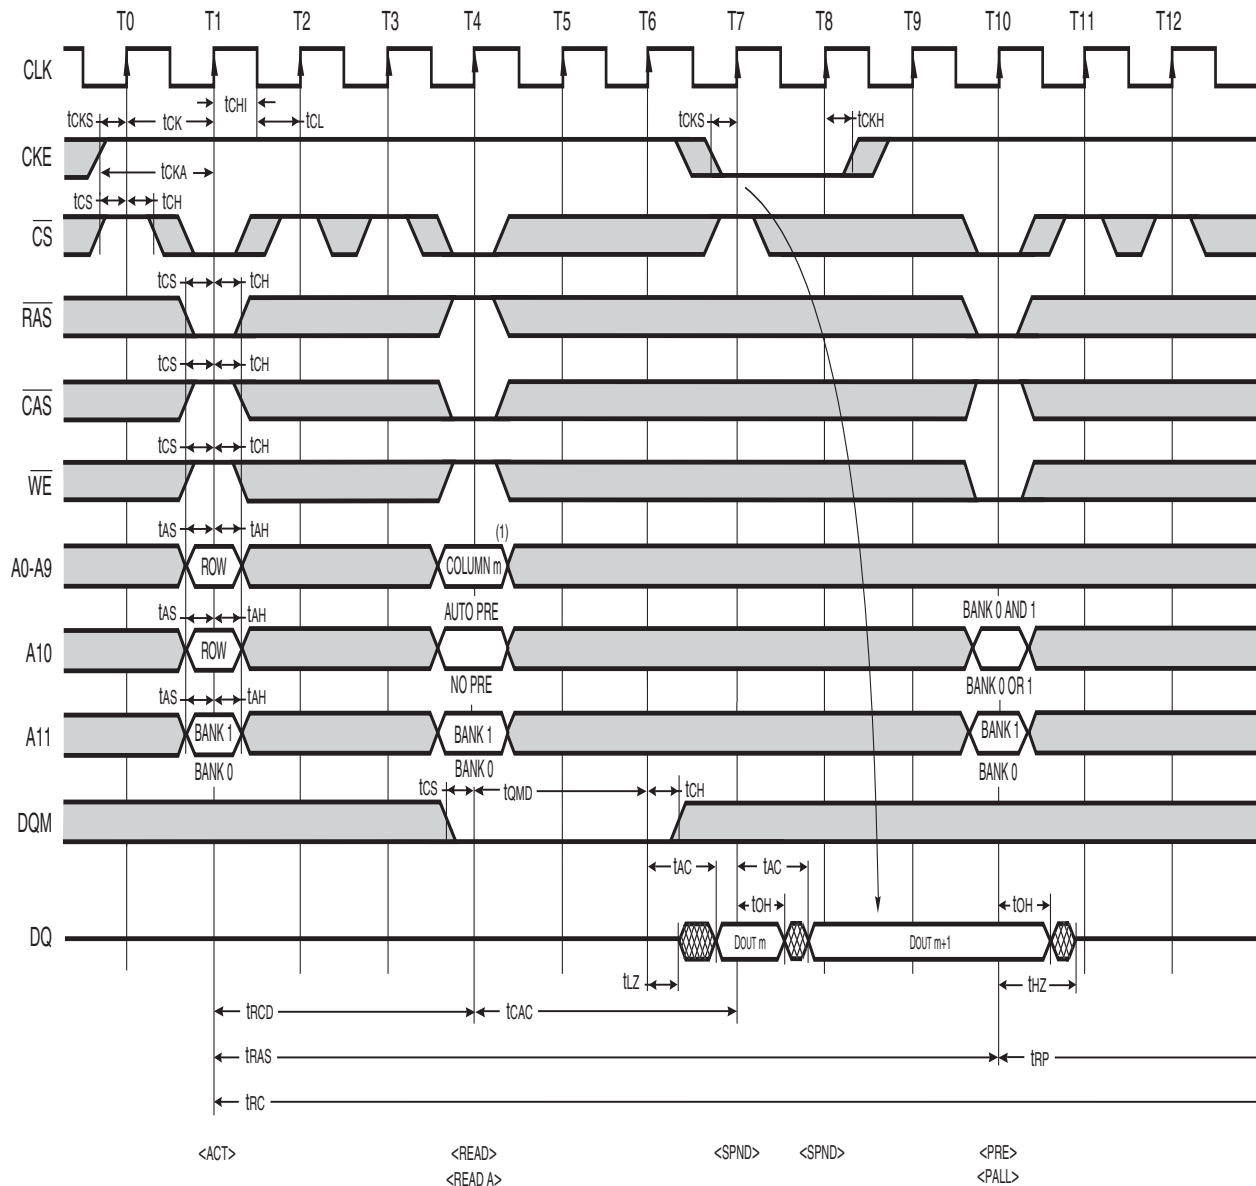 T0 T1 T2 T3 T4 T5 T6 T7 T8 T9 T10 T11 T12
CLK
tCHI
tCKS tCK tCL tCKS tCKH
CKE
tCKA
tCS tCH
CS
tCS tCH
RAS
tCS tCH
CAS
tCS tCH
WE
tAS tAH (1)
A0-A9 ROW COLUMN m
tAS tAH AUTO PRE BANK 0 AND 1
A10 ROW
tAS tAH NO PRE BANK 0 OR 1
A11 BANK 1 BANK 1 BANK 1
BANK 0 BANK 0 BANK 0
tCS tQMD tCH
DQM
tAC tAC
tOH tOH
DQ DOUT m DOUT m+1
tLZ tHZ
tRCD tCAC
tRAS tRP
tRC
<ACT> <READ> <SPND> <SPND> <PRE>
<READ A> <PALL>